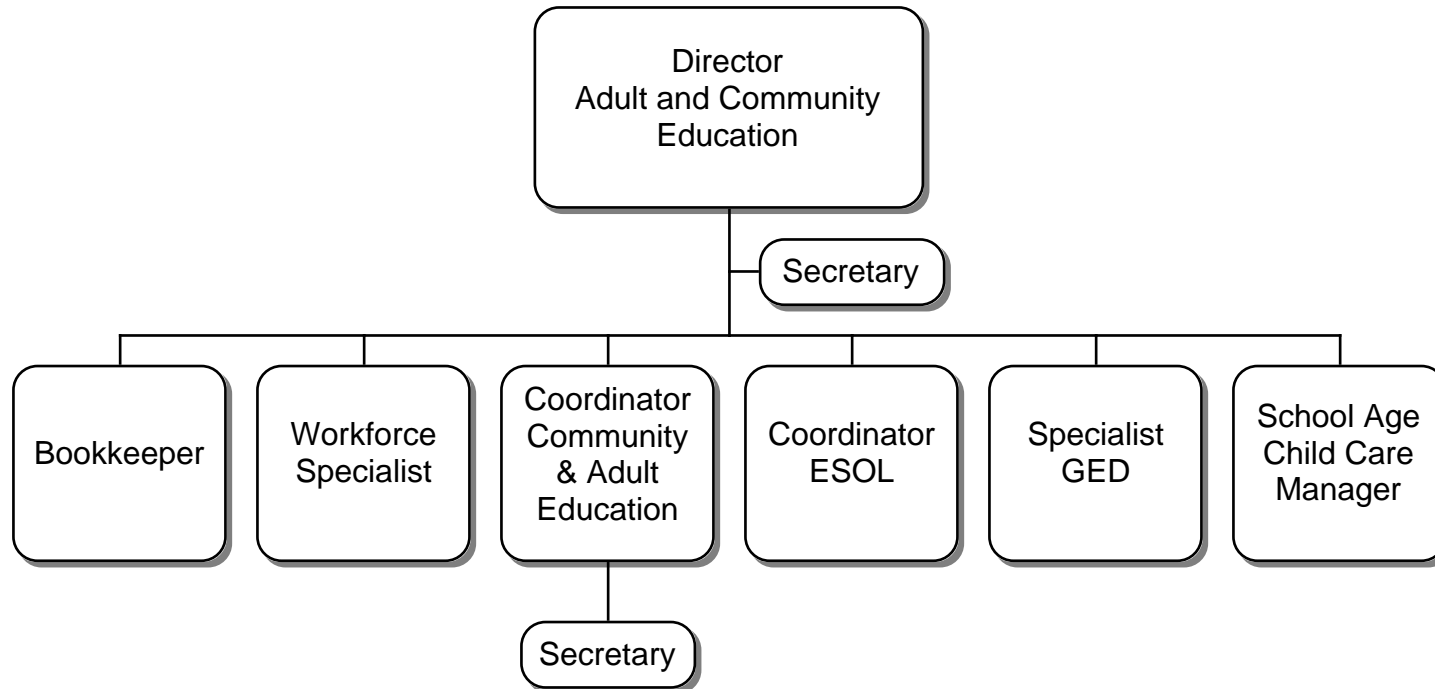 Director
Adult and Community
Education
Secretary
Bookkeeper
Workforce
Specialist
Coordinator
Community
& Adult
Education
Coordinator
ESOL
Specialist
GED
School Age
Child Care
Manager
Secretary